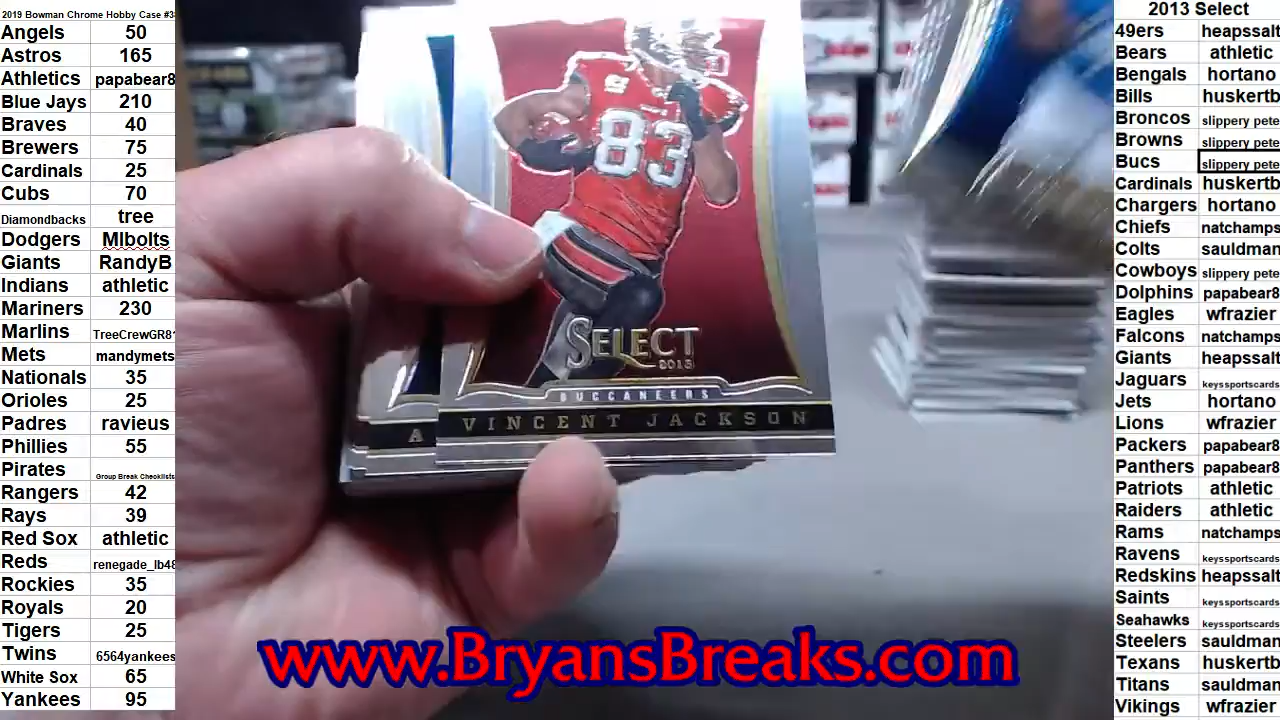 2019 Bowman Chrome Hobby Case #3
Angels 50
Astros 165
Athletics papabear8
Blue Jays 210
Braves 40
Brewers 75
Cardinals 25
Cubs 70
Diamondbacks tree
Dodgers Mlbolts
Giants RandyB
Indians athletic
Mariners 230
Marlins TreeCrewGR8
Mets mandymets
Nationals 35
Orioles 25
Padres ravieus
Phillies 55
Pirates Group Break Checklists
Rangers 42
Rays 39
Red Sox athletic
Reds renegade_lb48
Rockies 35
Royals 20
Tigers 25
Twins 6564yankees
White Sox 65
Yankees 95
83
SELECT
2013
BUCCANEERS
A VINCENT JACKSON
www.BryansBreaks.com
2013 Select
49ers heapssalt
Bears athletic
Bengals hortano
Bills huskertb
Broncos slippery pete
Browns slippery pete
Bucs slippery pete
Cardinals huskertb
Chargers hortano
Chiefs natchamps
Colts sauldman
Cowboys slippery pete
Dolphins papabear8
Eagles wfrazier
Falcons natchamps
Giants heapssalt
Jaguars keyssportscards
Jets hortano
Lions wfrazier
Packers papabear8
Panthers papabear8
Patriots athletic
Raiders athletic
Rams natchamps
Ravens keyssportscards
Redskins heapssalt
Saints keyssportscards
Seahawks keyssportscards
Steelers sauldman
Texans huskertb
Titans sauldman
Vikings wfrazier